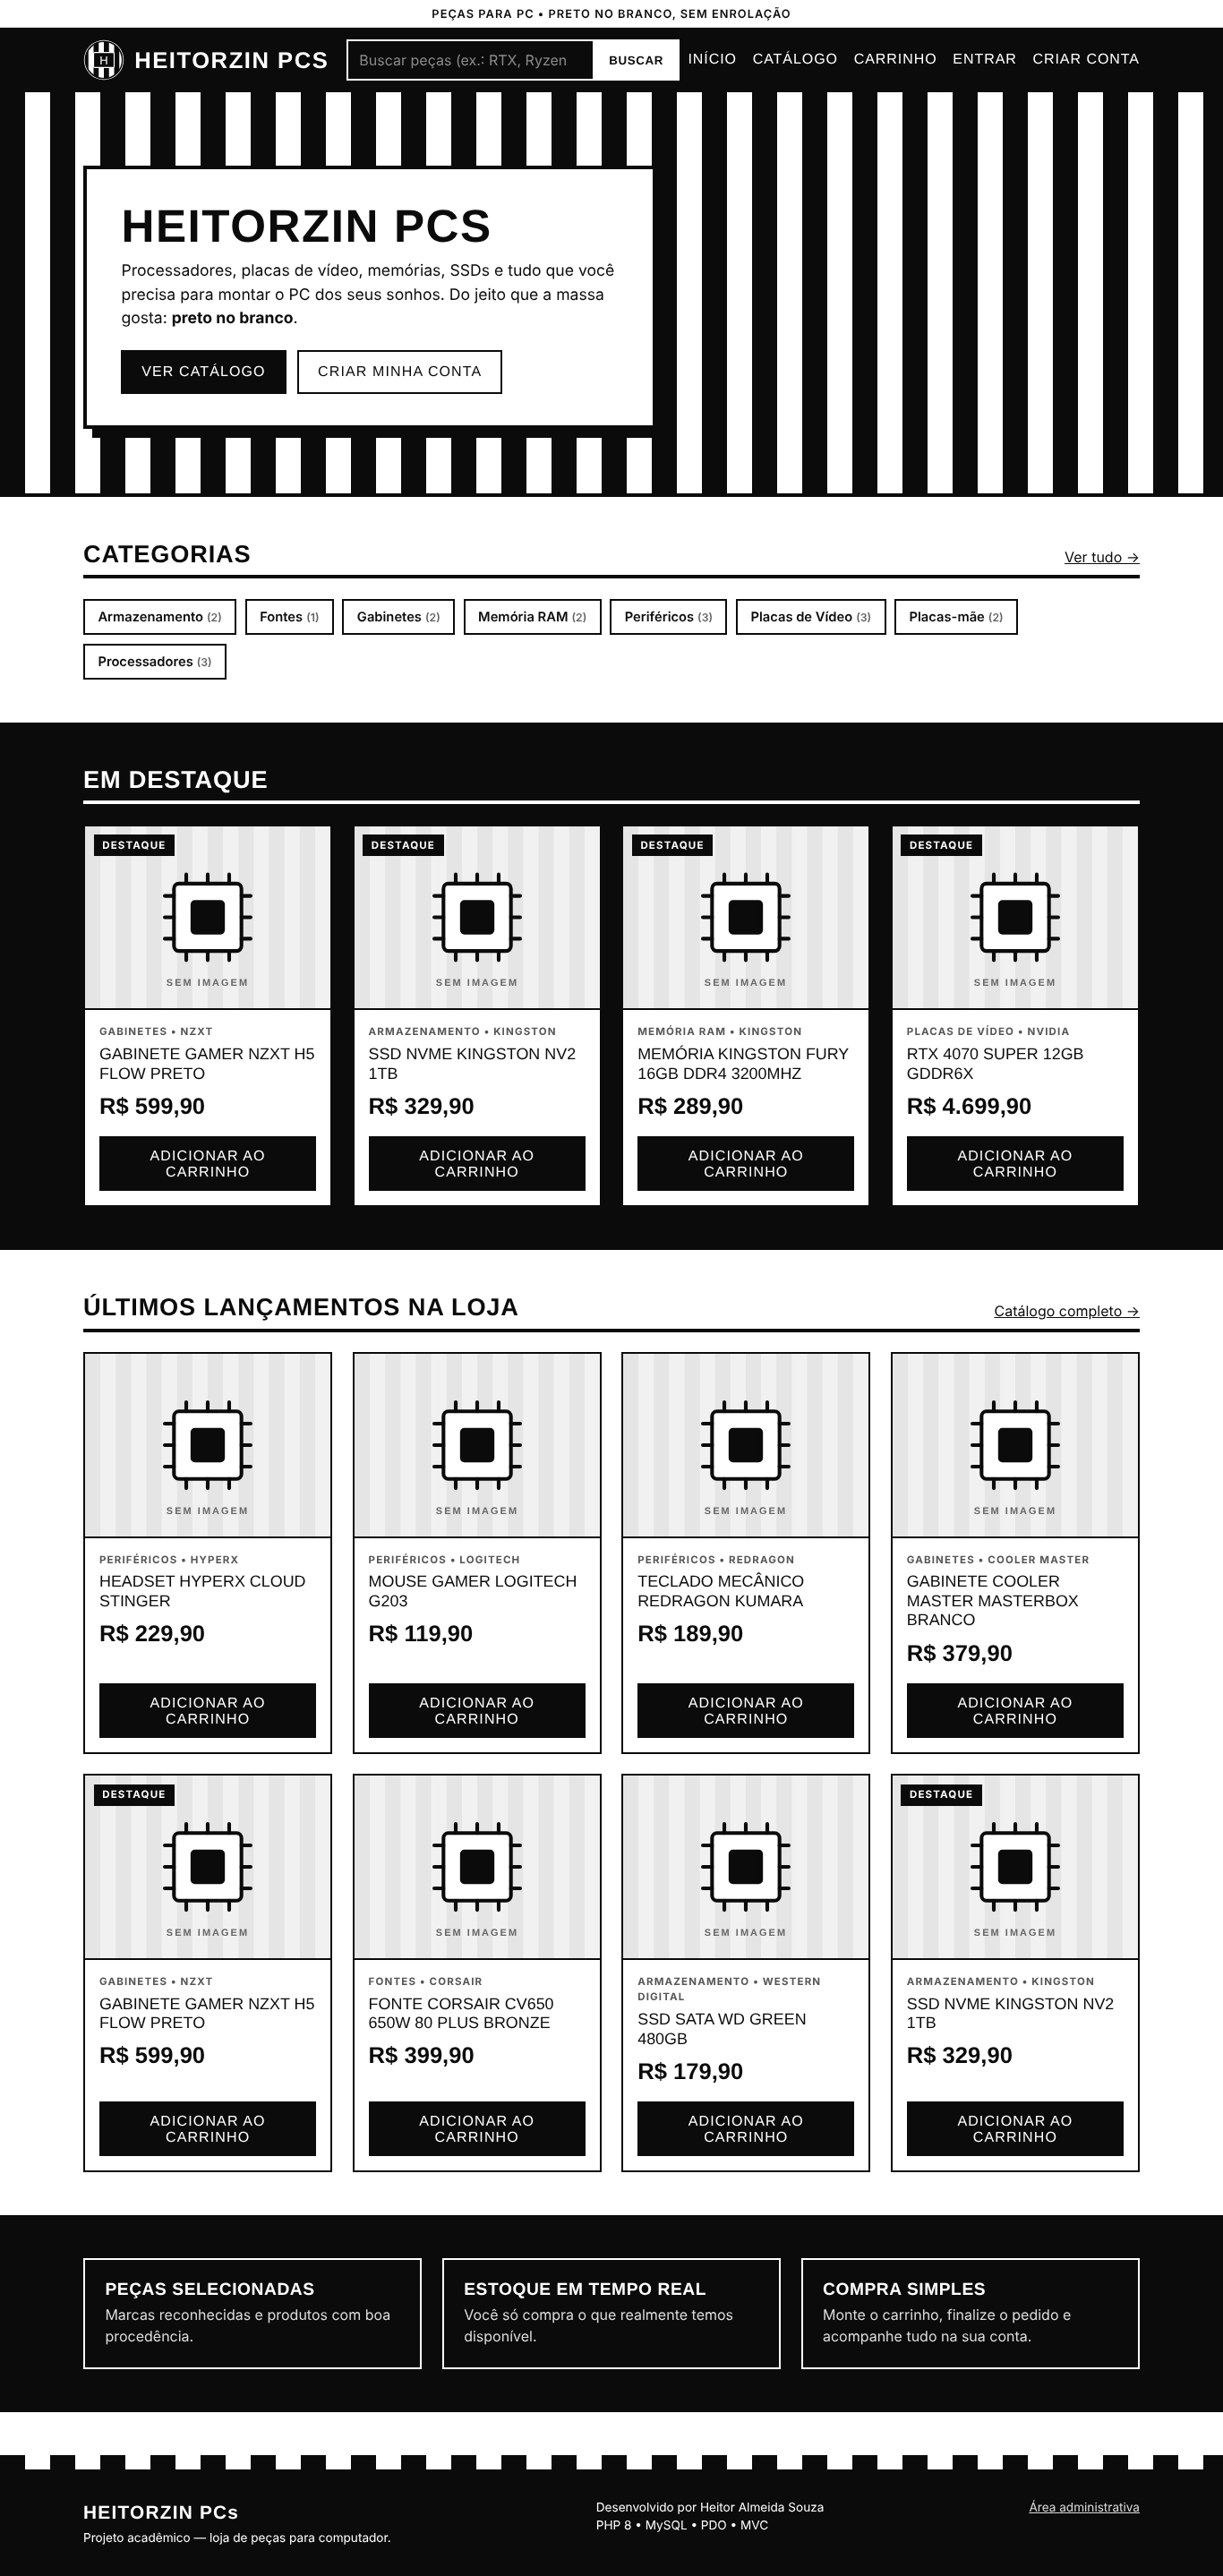 PEÇAS PARA PC • PRETO NO BRANCO, SEM ENROLAÇÃO
H HEITORZIN PCS Buscar peças (ex.: RTX, Ryzen BUSCAR INÍCIO CATÁLOGO CARRINHO ENTRAR CRIAR CONTA
HEITORZIN PCS
Processadores, placas de vídeo, memórias, SSDs e tudo que você
precisa para montar o PC dos seus sonhos. Do jeito que a massa
gosta: preto no branco.
VER CATÁLOGO CRIAR MINHA CONTA
CATEGORIAS Ver tudo →
Armazenamento (2) Fontes (1) Gabinetes (2) Memória RAM (2) Periféricos (3) Placas de Vídeo (3) Placas-mãe (2)
Processadores (3)
EM DESTAQUE
DESTAQUE DESTAQUE DESTAQUE DESTAQUE
SEM IMAGEM SEM IMAGEM SEM IMAGEM SEM IMAGEM
GABINETES • NZXT
GABINETE GAMER NZXT H5
FLOW PRETO
R$ 599,90
ADICIONAR AO
CARRINHO
ARMAZENAMENTO • KINGSTON
SSD NVME KINGSTON NV2
1TB
R$ 329,90
ADICIONAR AO
CARRINHO
MEMÓRIA RAM • KINGSTON
MEMÓRIA KINGSTON FURY
16GB DDR4 3200MHZ
R$ 289,90
ADICIONAR AO
CARRINHO
PLACAS DE VÍDEO • NVIDIA
RTX 4070 SUPER 12GB
GDDR6X
R$ 4.699,90
ADICIONAR AO
CARRINHO
ÚLTIMOS LANÇAMENTOS NA LOJA Catálogo completo →
SEM IMAGEM SEM IMAGEM SEM IMAGEM SEM IMAGEM
PERIFÉRICOS • HYPERX
HEADSET HYPERX CLOUD
STINGER
R$ 229,90
ADICIONAR AO
CARRINHO
PERIFÉRICOS • LOGITECH
MOUSE GAMER LOGITECH
G203
R$ 119,90
ADICIONAR AO
CARRINHO
PERIFÉRICOS • REDRAGON
TECLADO MECÂNICO
REDRAGON KUMARA
R$ 189,90
ADICIONAR AO
CARRINHO
GABINETES • COOLER MASTER
GABINETE COOLER
MASTER MASTERBOX
BRANCO
R$ 379,90
ADICIONAR AO
CARRINHO
DESTAQUE DESTAQUE
SEM IMAGEM SEM IMAGEM SEM IMAGEM SEM IMAGEM
GABINETES • NZXT
GABINETE GAMER NZXT H5
FLOW PRETO
R$ 599,90
ADICIONAR AO
CARRINHO
FONTES • CORSAIR
FONTE CORSAIR CV650
650W 80 PLUS BRONZE
R$ 399,90
ADICIONAR AO
CARRINHO
ARMAZENAMENTO • WESTERN
DIGITAL
SSD SATA WD GREEN
480GB
R$ 179,90
ADICIONAR AO
CARRINHO
ARMAZENAMENTO • KINGSTON
SSD NVME KINGSTON NV2
1TB
R$ 329,90
ADICIONAR AO
CARRINHO
PEÇAS SELECIONADAS
Marcas reconhecidas e produtos com boa
procedência.
ESTOQUE EM TEMPO REAL
Você só compra o que realmente temos
disponível.
COMPRA SIMPLES
Monte o carrinho, finalize o pedido e
acompanhe tudo na sua conta.
HEITORZIN PCs
Projeto acadêmico — loja de peças para computador.
Desenvolvido por Heitor Almeida Souza
PHP 8 • MySQL • PDO • MVC
Área administrativa